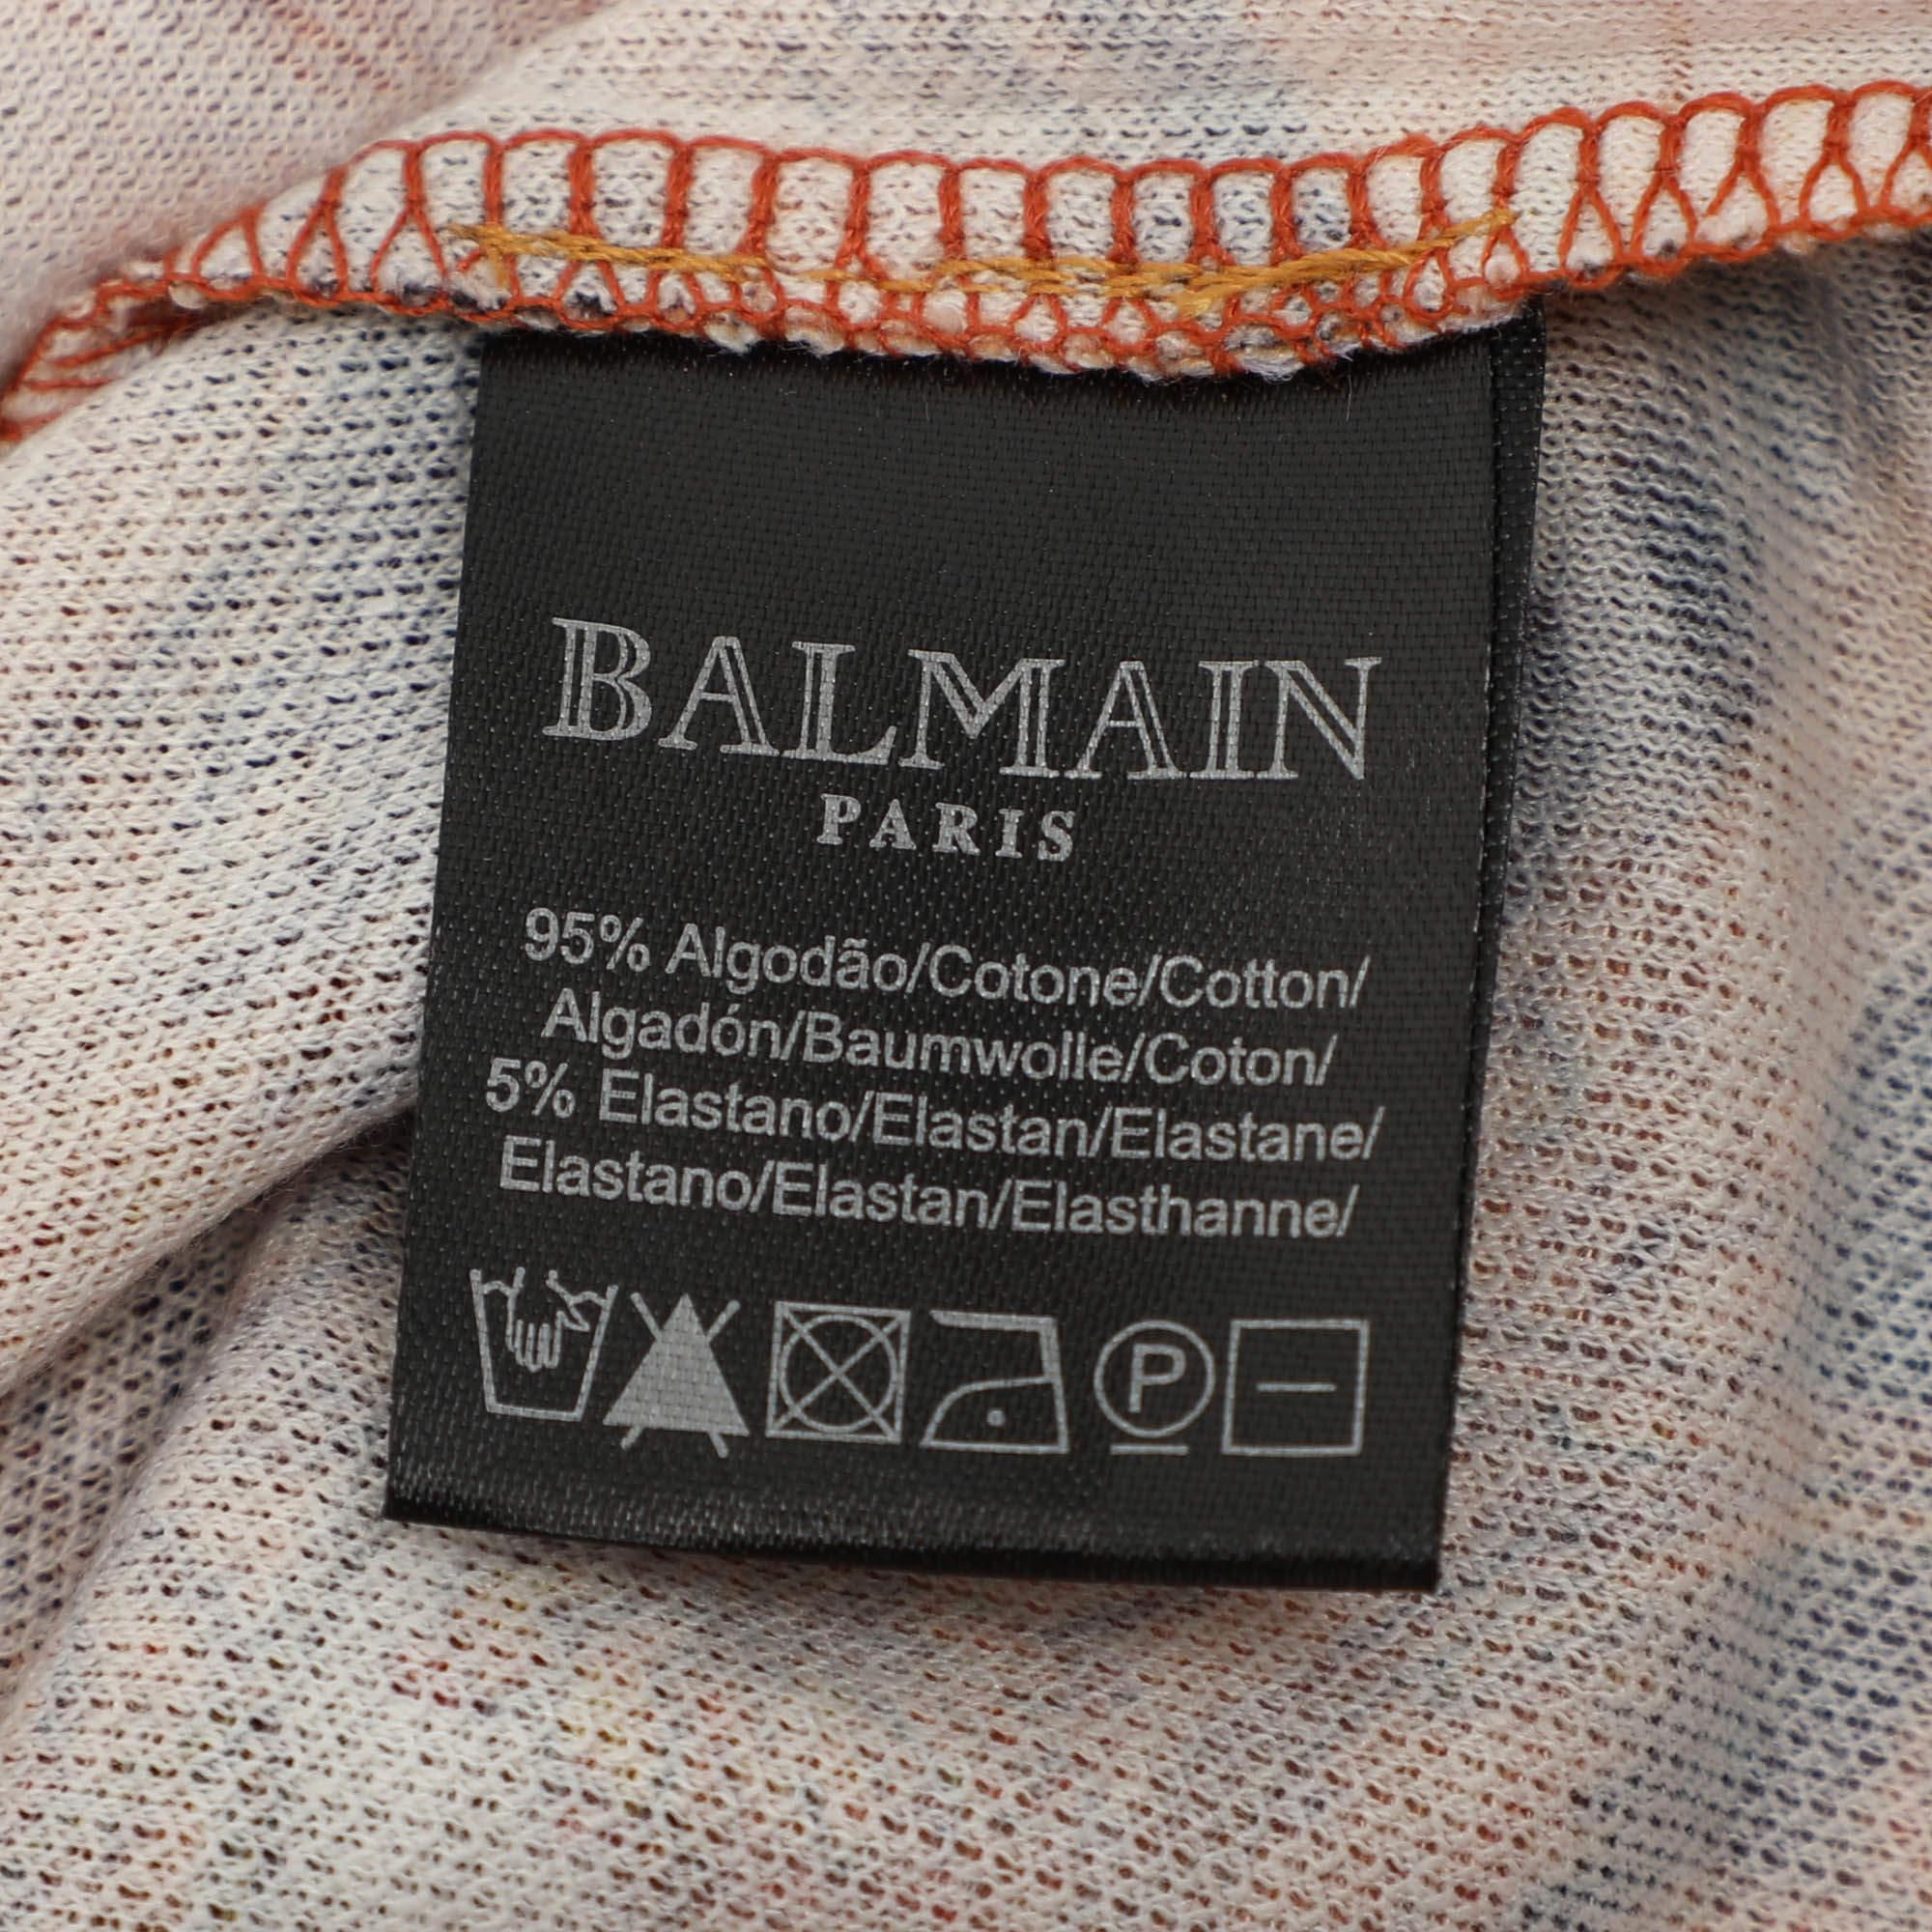 BALMAIN
PARIS
95% Algodão/Cotone/Cotton/
Algadón/Baumwolle/Coton/
5% Elastano/Elastan/Elastane/
Elastano/Elastan/Elasthanne/
P